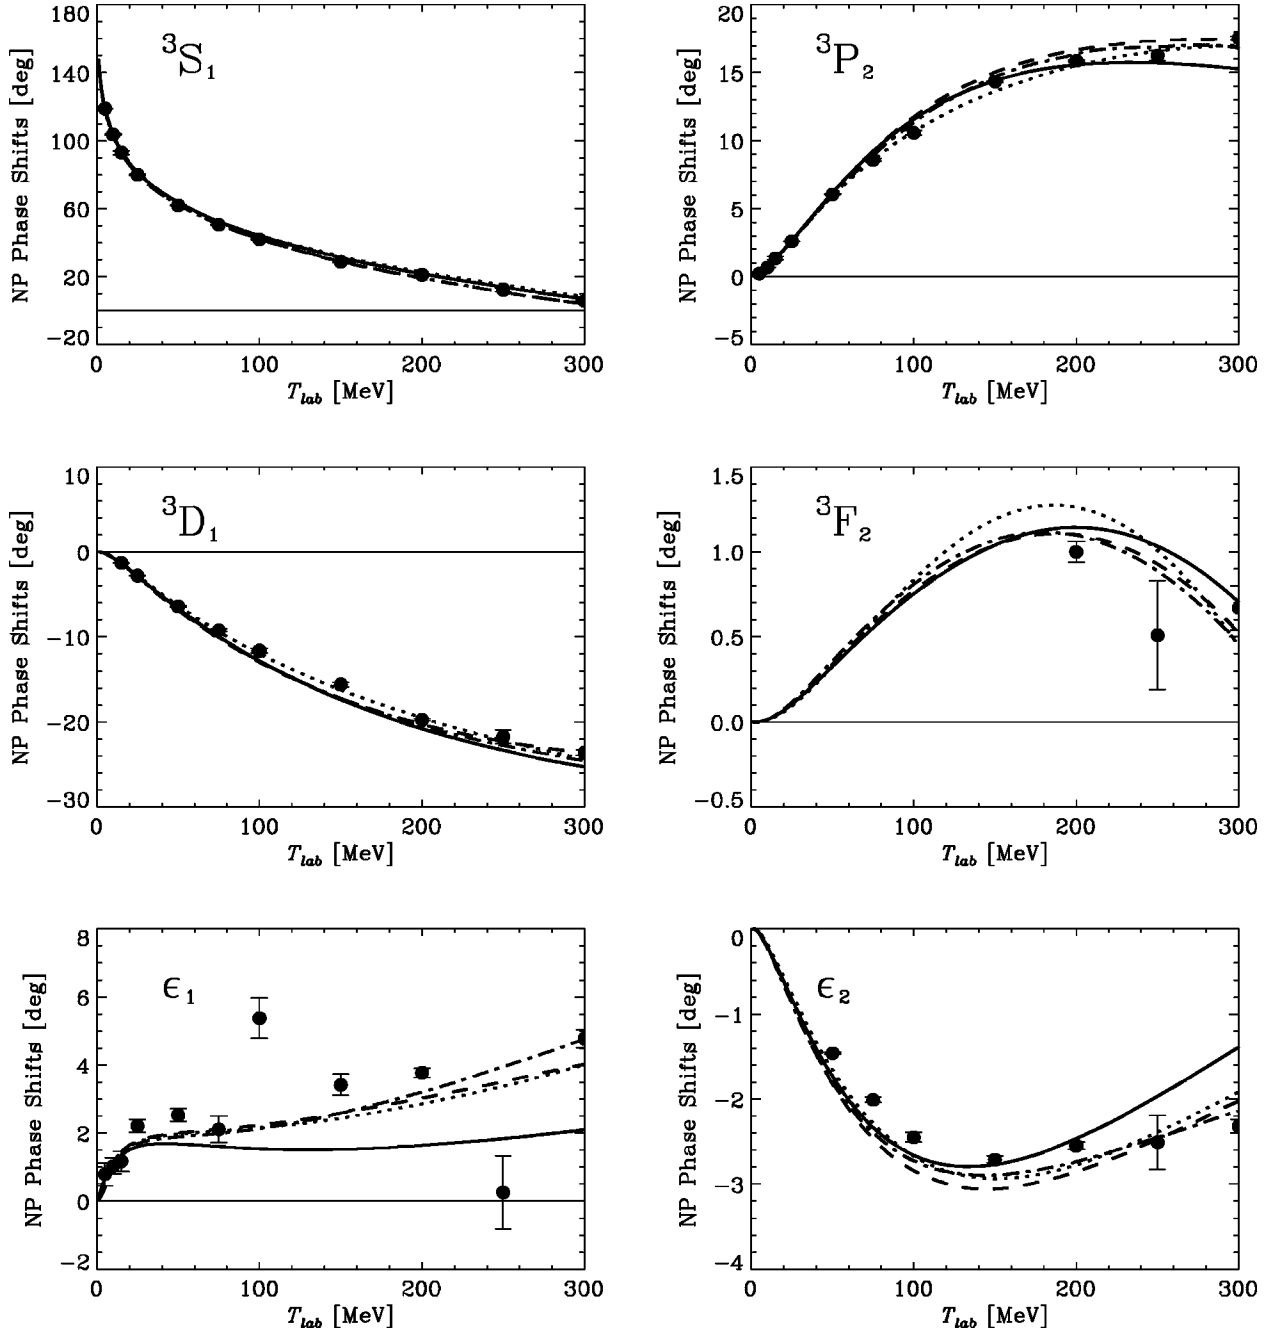 180
140
100
60
20
−20
NP Phase Shifts [deg]
³S₁
0 100 200 300
T_lab [MeV]
20
15
10
5
0
−5
NP Phase Shifts [deg]
³P₂
0 100 200 300
T_lab [MeV]
10
0
−10
−20
−30
NP Phase Shifts [deg]
³D₁
0 100 200 300
T_lab [MeV]
1.5
1.0
0.5
0.0
−0.5
NP Phase Shifts [deg]
³F₂
0 100 200 300
T_lab [MeV]
8
6
4
2
0
−2
NP Phase Shifts [deg]
ϵ₁
0 100 200 300
T_lab [MeV]
0
−1
−2
−3
−4
NP Phase Shifts [deg]
ϵ₂
0 100 200 300
T_lab [MeV]